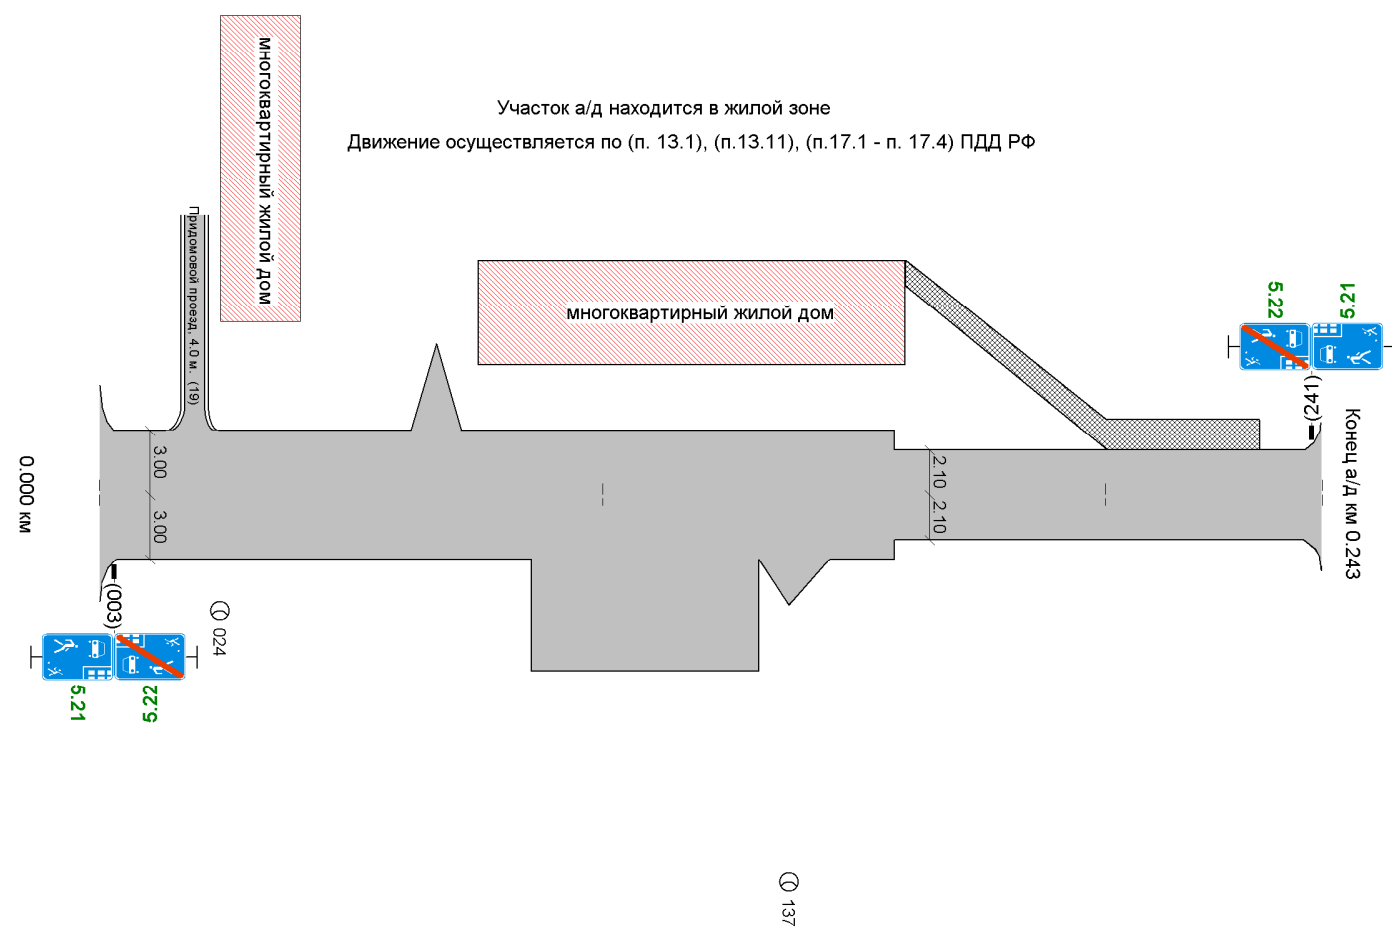 многоквартирный жилой дом
Участок а/д находится в жилой зоне
Движение осуществляется по (п. 13.1), (п.13.11), (п.17.1 - п. 17.4) ПДД РФ
Придомовой проезд, 4.0 м. (19)
многоквартирный жилой дом
5.22
5.21
(241)
Конец а/д км 0.243
0.000 км
3.00
3.00
2.10
2.10
(003)
024
5.21
5.22
137